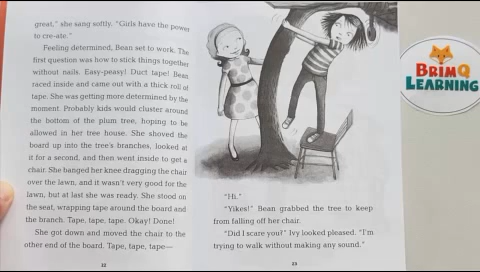 great," she sang softly. "Girls have the power
to cre-ate."
Feeling determined, Bean set to work. The
first question was how to stick things together
without nails. Easy-peasy! Duct tape! Bean
raced inside and came out with a thick roll of
tape. She was getting more determined by the
moment. Probably kids would cluster around
the bottom of the plum tree, hoping to be
allowed in her tree house. She shoved the
board up into the tree's branches, looked at
it for a second, and then went inside to get a
chair. She banged her knee dragging the chair
over the lawn, and it wasn't very good for the
lawn, but at last she was ready. She stood on
the seat, wrapping tape around the board and
the branch. Tape, tape, tape. Okay! Done!
She got down and moved the chair to the
other end of the board. Tape, tape, tape—
22
"Hi."
"Yikes!" Bean grabbed the tree to keep
from falling off her chair.
"Did I scare you?" Ivy looked pleased. "I'm
trying to walk without making any sound."
23
BRIMQ
LEARNING